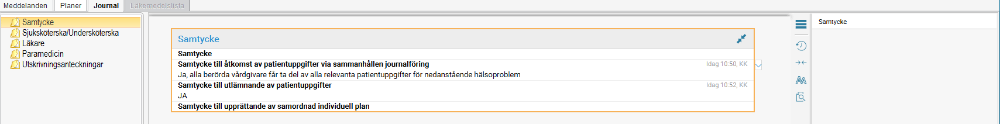 Meddelanden Planer Journal Läkemedelslista
Samtycke
Sjuksköterska/Undersköterska
Läkare
Paramedicin
Utskrivningsanteckningar
Samtycke
Samtycke
Samtycke till åtkomst av patientuppgifter via sammanhållen journalföring Idag 10:50, KK
Ja, alla berörda vårdgivare får ta del av alla relevanta patientuppgifter för nedanstående hälsoproblem
Samtycke till utlämnande av patientuppgifter Idag 10:52, KK
JA
Samtycke till upprättande av samordnad individuell plan
AA
Samtycke